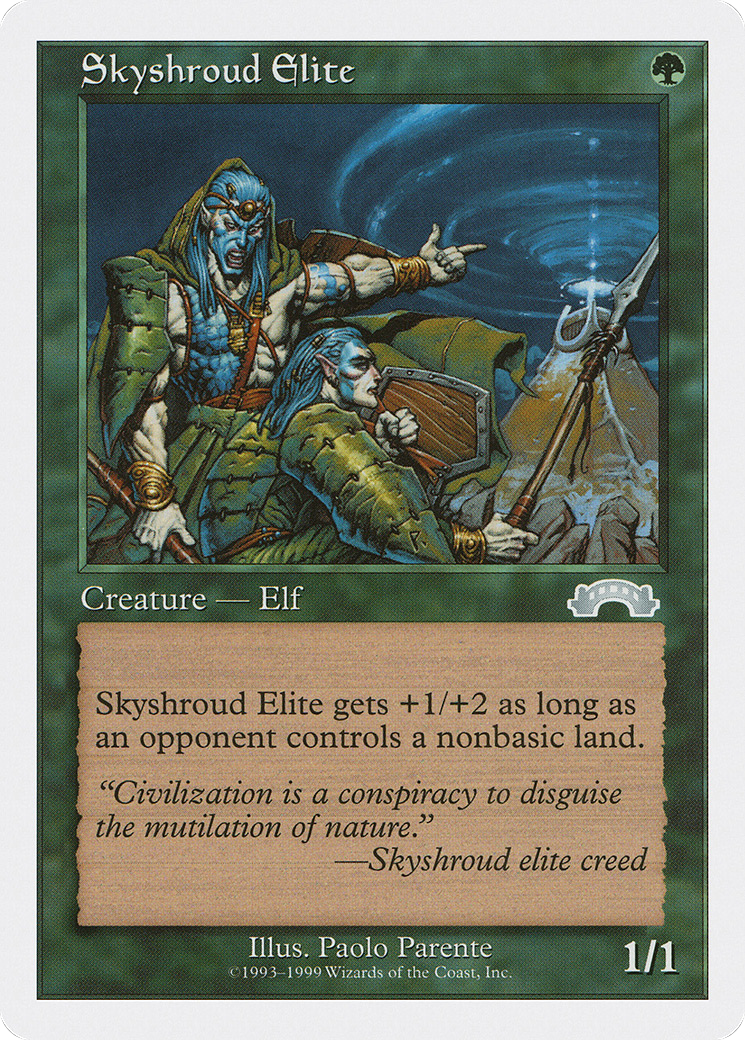 Skyshroud Elite
Creature — Elf
Skyshroud Elite gets +1/+2 as long as
an opponent controls a nonbasic land.
“Civilization is a conspiracy to disguise
the mutilation of nature.”
—Skyshroud elite creed
Illus. Paolo Parente
©1993–1999 Wizards of the Coast, Inc.
1/1